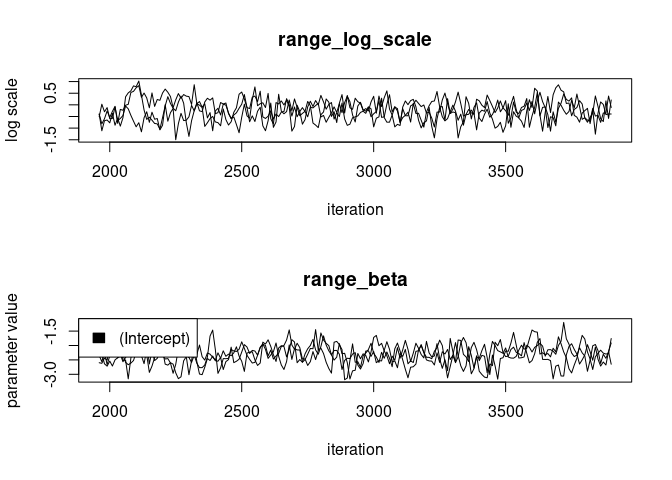 range_log_scale
log scale
0.5
-1.5
2000 2500 3000 3500
iteration
range_beta
parameter value
-1.5
-3.0
(Intercept)
2000 2500 3000 3500
iteration